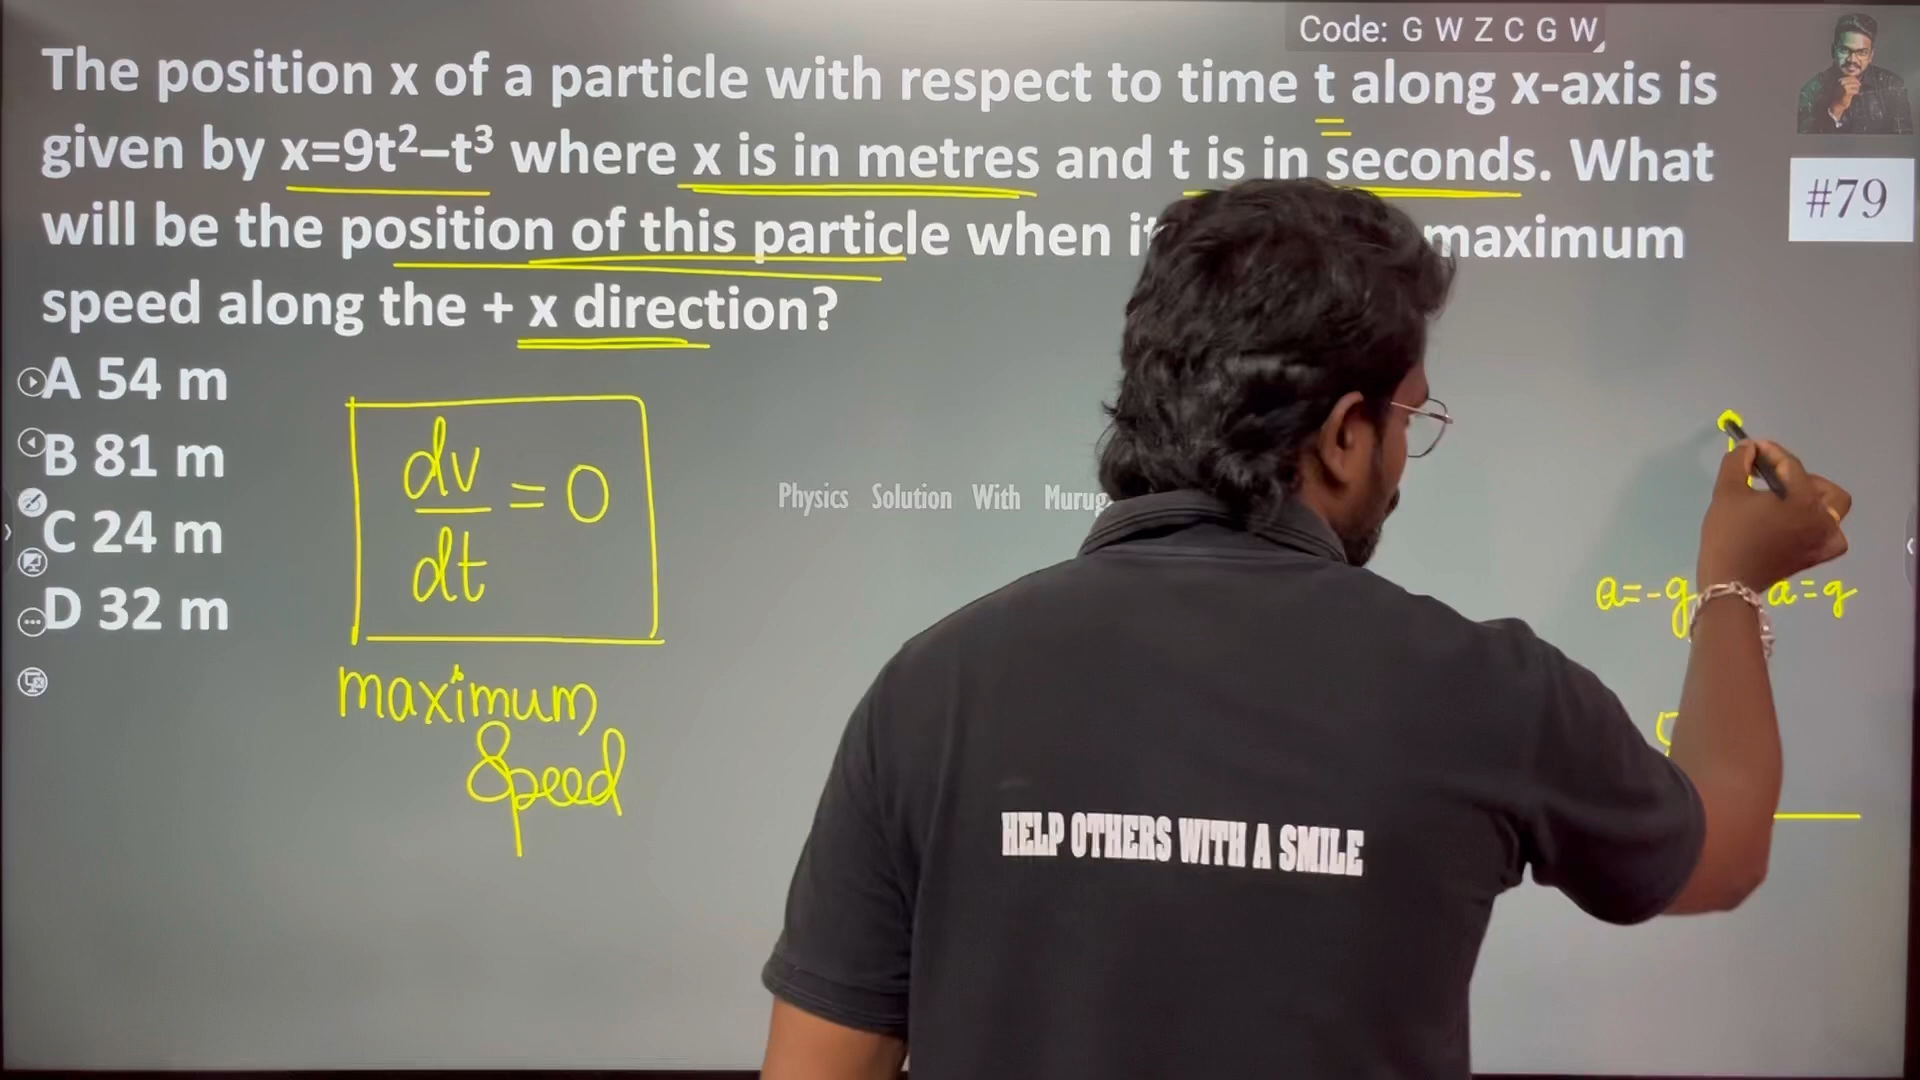 Code: G W Z C G W
The position x of a particle with respect to time t along x-axis is
given by x=9t²–t³ where x is in metres and t is in seconds. What
#79
will be the position of this particle when maximum
speed along the + x direction?
A 54 m
B 81 m
C 24 m
D 32 m
dv/dt = 0
maximum
Speed
Physics Solution With
a=-g a=g
HELP OTHERS WITH A SMILE